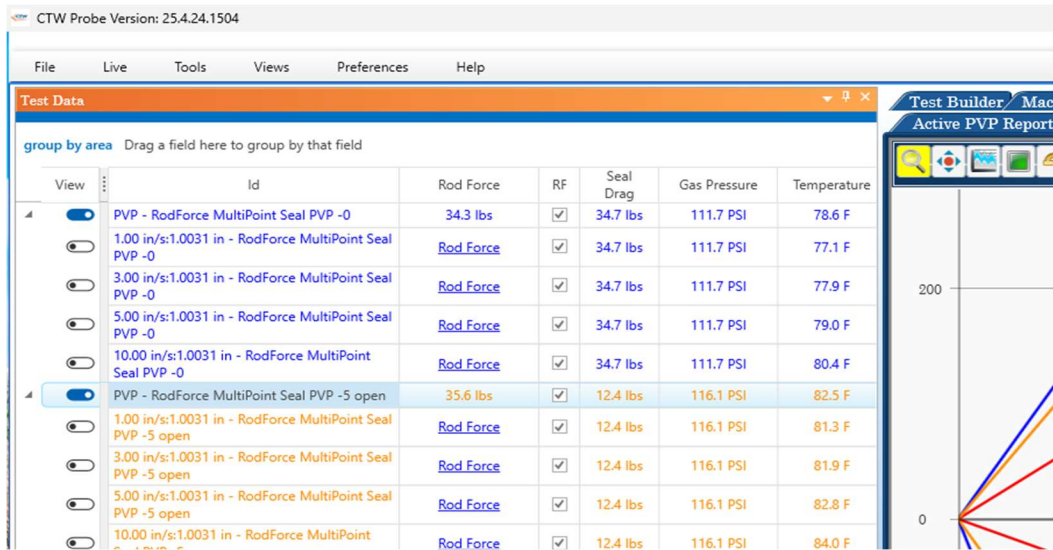 CTW Probe Version: 25.4.24.1504
File Live Tools Views Preferences Help
Test Data
Test Builder Mac
Active PVP Report
group by area Drag a field here to group by that field
View Id Rod Force RF Seal Drag Gas Pressure Temperature
PVP - RodForce MultiPoint Seal PVP -0 34.3 lbs 34.7 lbs 111.7 PSI 78.6 F
1.00 in/s:1.0031 in - RodForce MultiPoint Seal
PVP -0 Rod Force 34.7 lbs 111.7 PSI 77.1 F
3.00 in/s:1.0031 in - RodForce MultiPoint Seal
PVP -0 Rod Force 34.7 lbs 111.7 PSI 77.9 F
5.00 in/s:1.0031 in - RodForce MultiPoint Seal
PVP -0 Rod Force 34.7 lbs 111.7 PSI 79.0 F
10.00 in/s:1.0031 in - RodForce MultiPoint
Seal PVP -0 Rod Force 34.7 lbs 111.7 PSI 80.4 F
PVP - RodForce MultiPoint Seal PVP -5 open 35.6 lbs 12.4 lbs 116.1 PSI 82.5 F
1.00 in/s:1.0031 in - RodForce MultiPoint Seal
PVP -5 open Rod Force 12.4 lbs 116.1 PSI 81.3 F
3.00 in/s:1.0031 in - RodForce MultiPoint Seal
PVP -5 open Rod Force 12.4 lbs 116.1 PSI 81.9 F
5.00 in/s:1.0031 in - RodForce MultiPoint Seal
PVP -5 open Rod Force 12.4 lbs 116.1 PSI 82.8 F
10.00 in/s:1.0031 in - RodForce MultiPoint
Rod Force 12.4 lbs 116.1 PSI 84.0 F
200
0